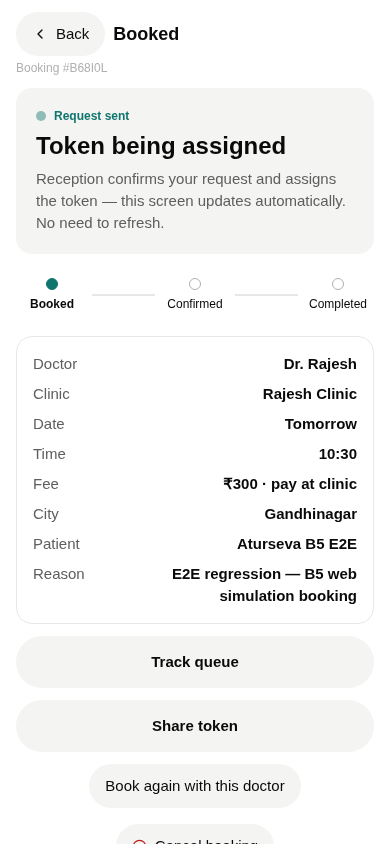 Back Booked
Booking #B68I0L
Request sent
Token being assigned
Reception confirms your request and assigns
the token — this screen updates automatically.
No need to refresh.
Booked Confirmed Completed
Doctor Dr. Rajesh
Clinic Rajesh Clinic
Date Tomorrow
Time 10:30
Fee ₹300 · pay at clinic
City Gandhinagar
Patient Aturseva B5 E2E
Reason E2E regression — B5 web
simulation booking
Track queue
Share token
Book again with this doctor
Cancel booking